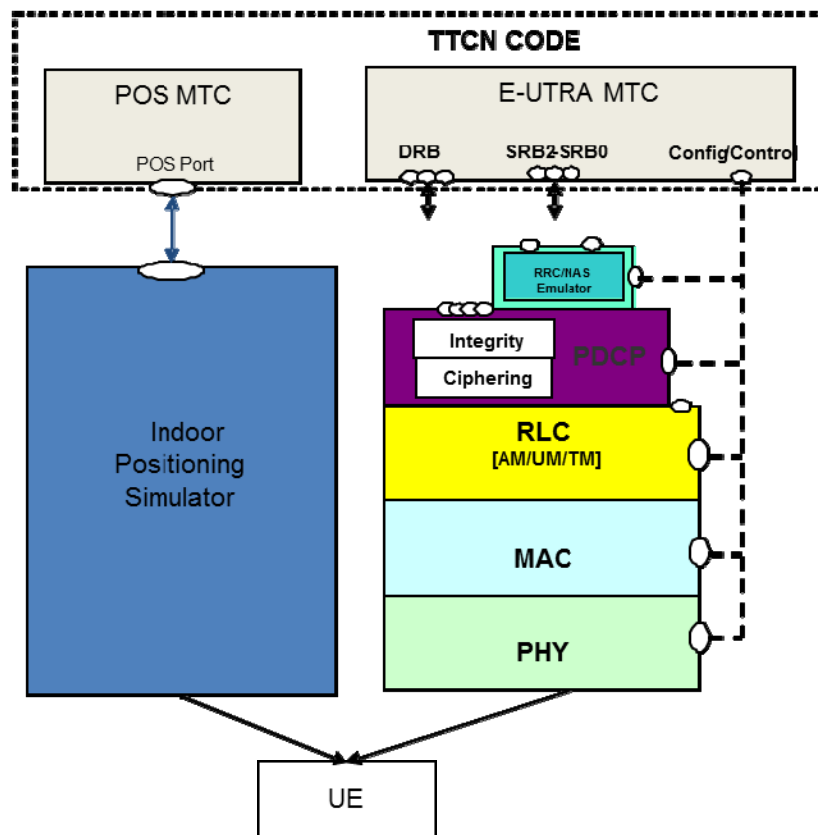 TTCN CODE
POS MTC
E-UTRA MTC
POS Port
DRB
SRB2-SRB0
Config/Control
RRC/NAS
Emulator
Integrity
Ciphering
PDCP
Indoor
Positioning
Simulator
RLC
[AM/UM/TM]
MAC
PHY
UE